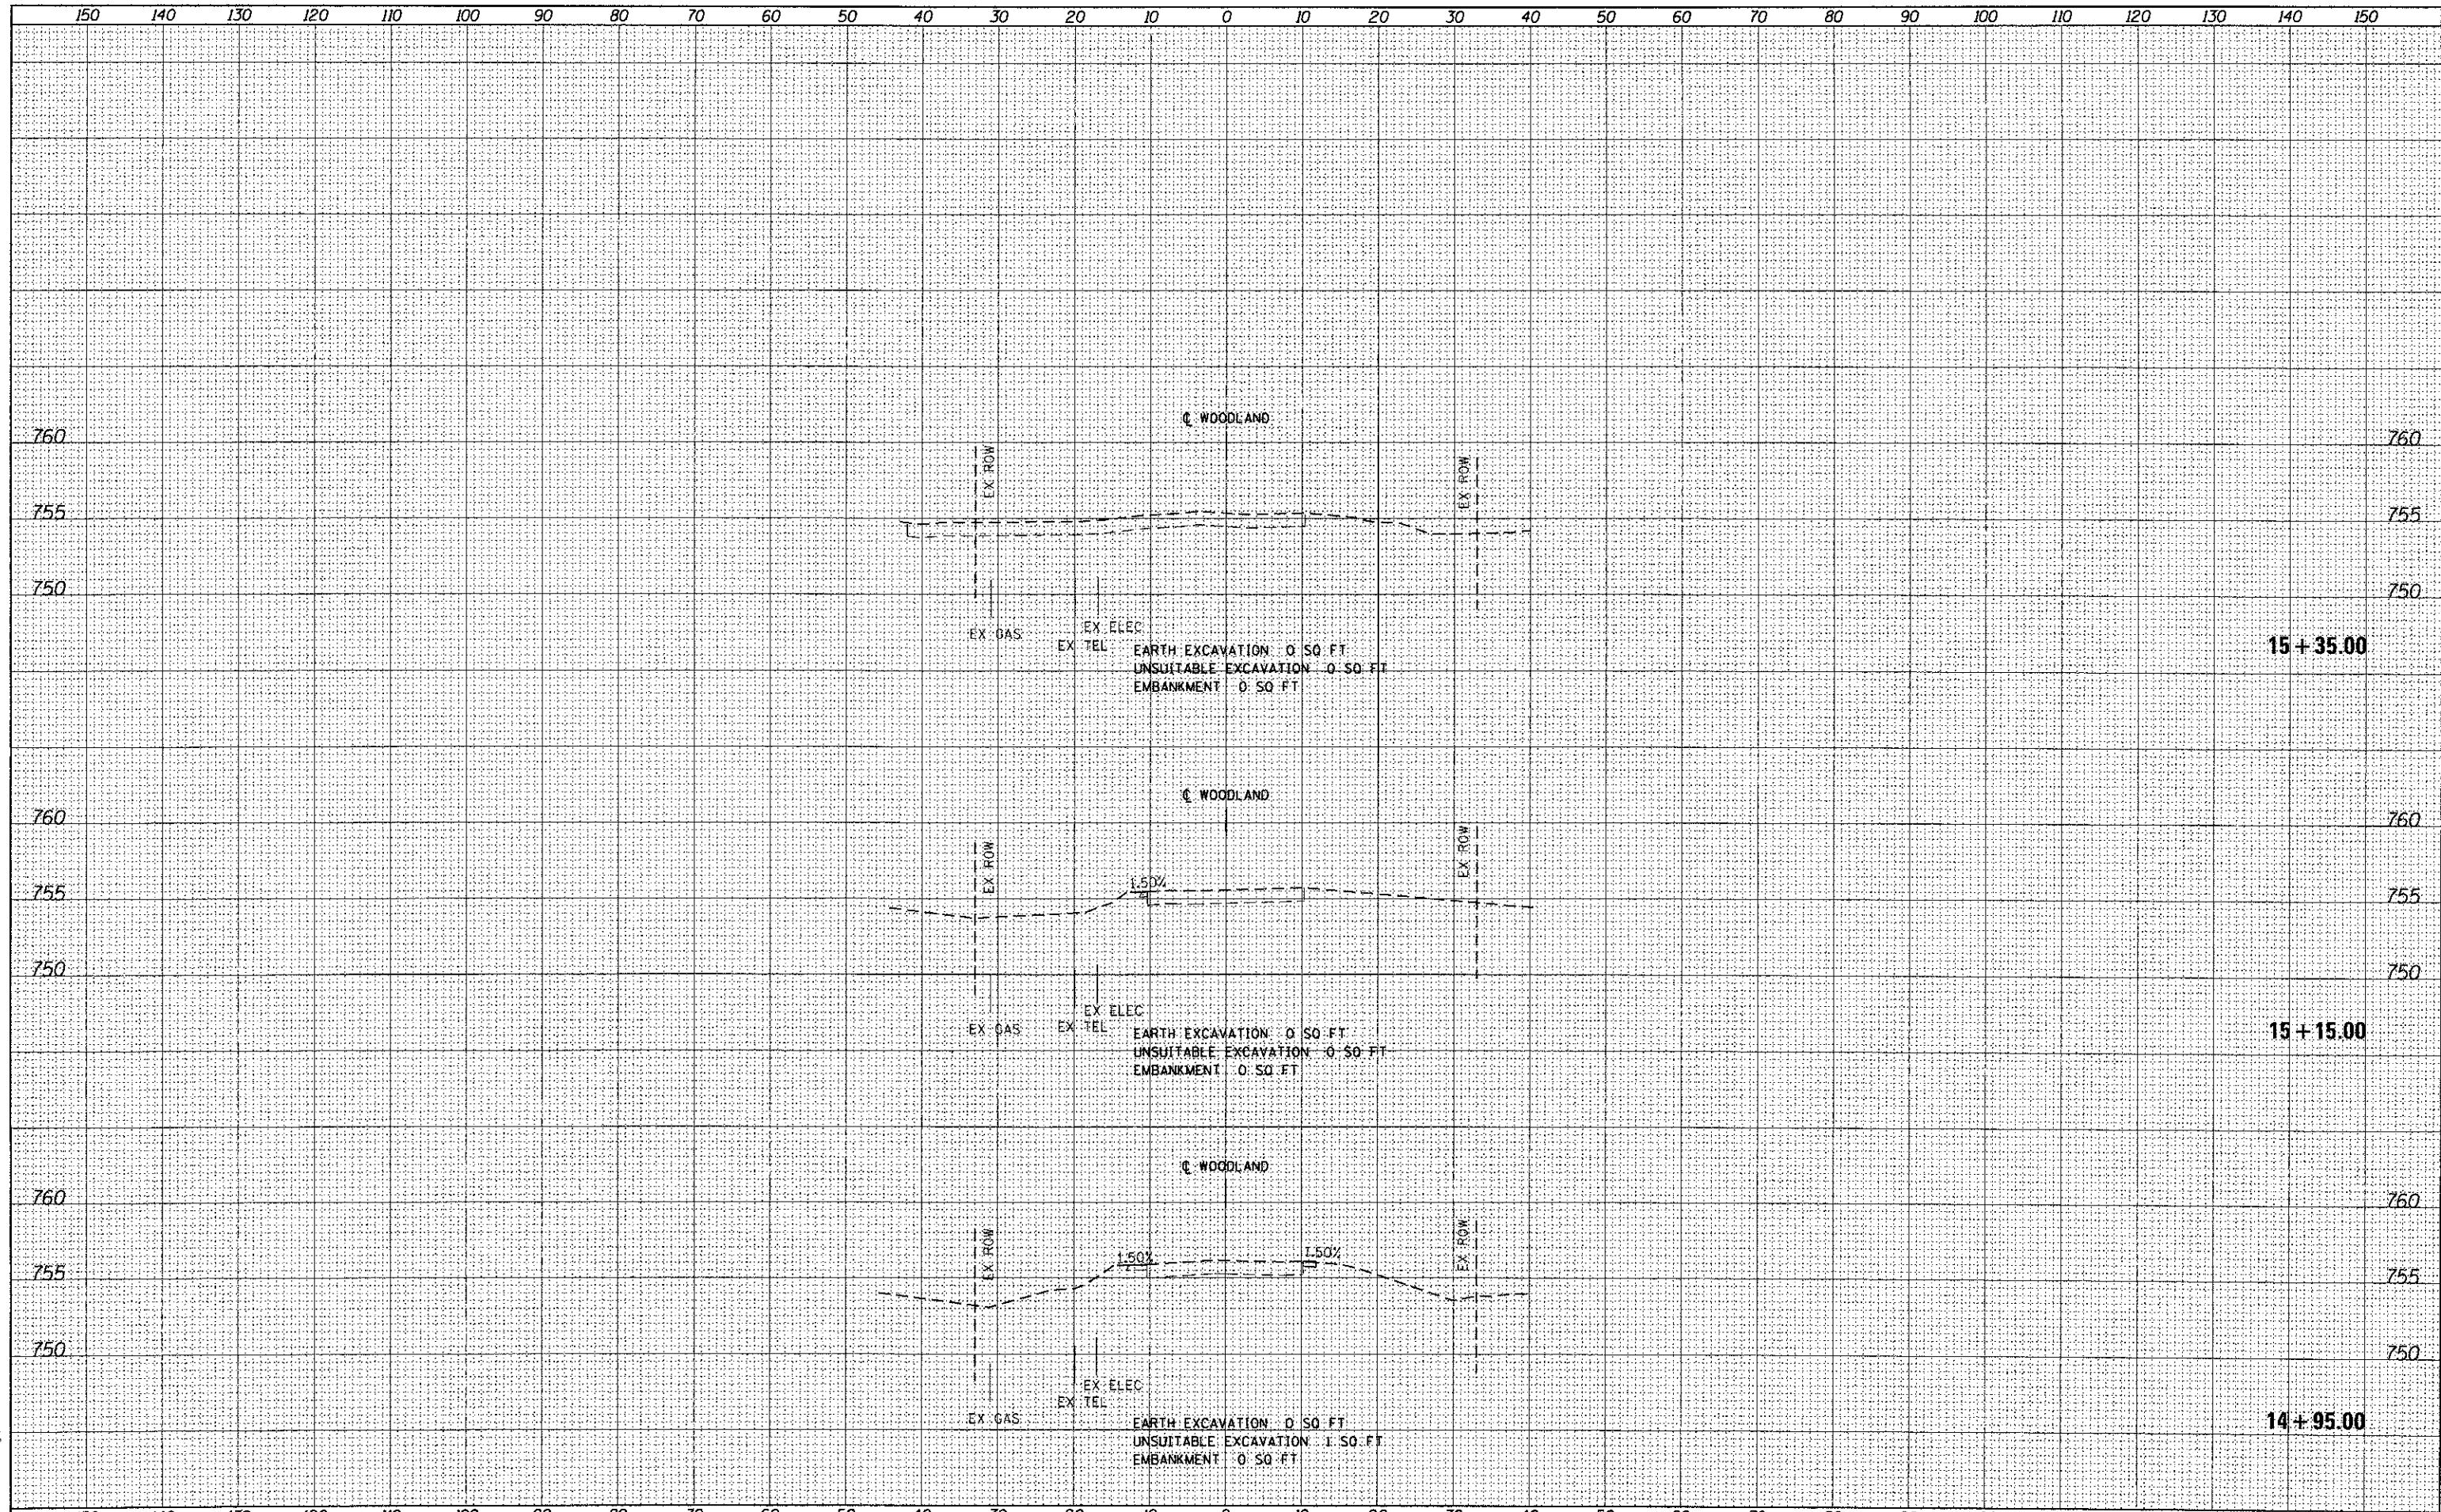 150 140 130 120 110 100 90 80 70 60 50 40 30 20 10 0 10 20 30 40 50 60 70 80 90 100 110 120 130 140 150
℄ WOODLAND
760 760
EX ROW EX ROW
755 755
750 750
EX GAS
EX ELEC
EX TEL
EARTH EXCAVATION 0 SQ FT
UNSUITABLE EXCAVATION 0 SQ FT
EMBANKMENT 0 SQ FT
15+35.00
℄ WOODLAND
760 760
EX ROW EX ROW
1.50%
755 755
750 750
EX GAS
EX ELEC
EX TEL
EARTH EXCAVATION 0 SQ FT
UNSUITABLE EXCAVATION 0 SQ FT
EMBANKMENT 0 SQ FT
15+15.00
℄ WOODLAND
760 760
EX ROW EX ROW
1.50% 1.50%
755 755
750 750
EX GAS
EX ELEC
EX TEL
EARTH EXCAVATION 0 SQ FT
UNSUITABLE EXCAVATION 1 SQ FT
EMBANKMENT 0 SQ FT
14+95.00